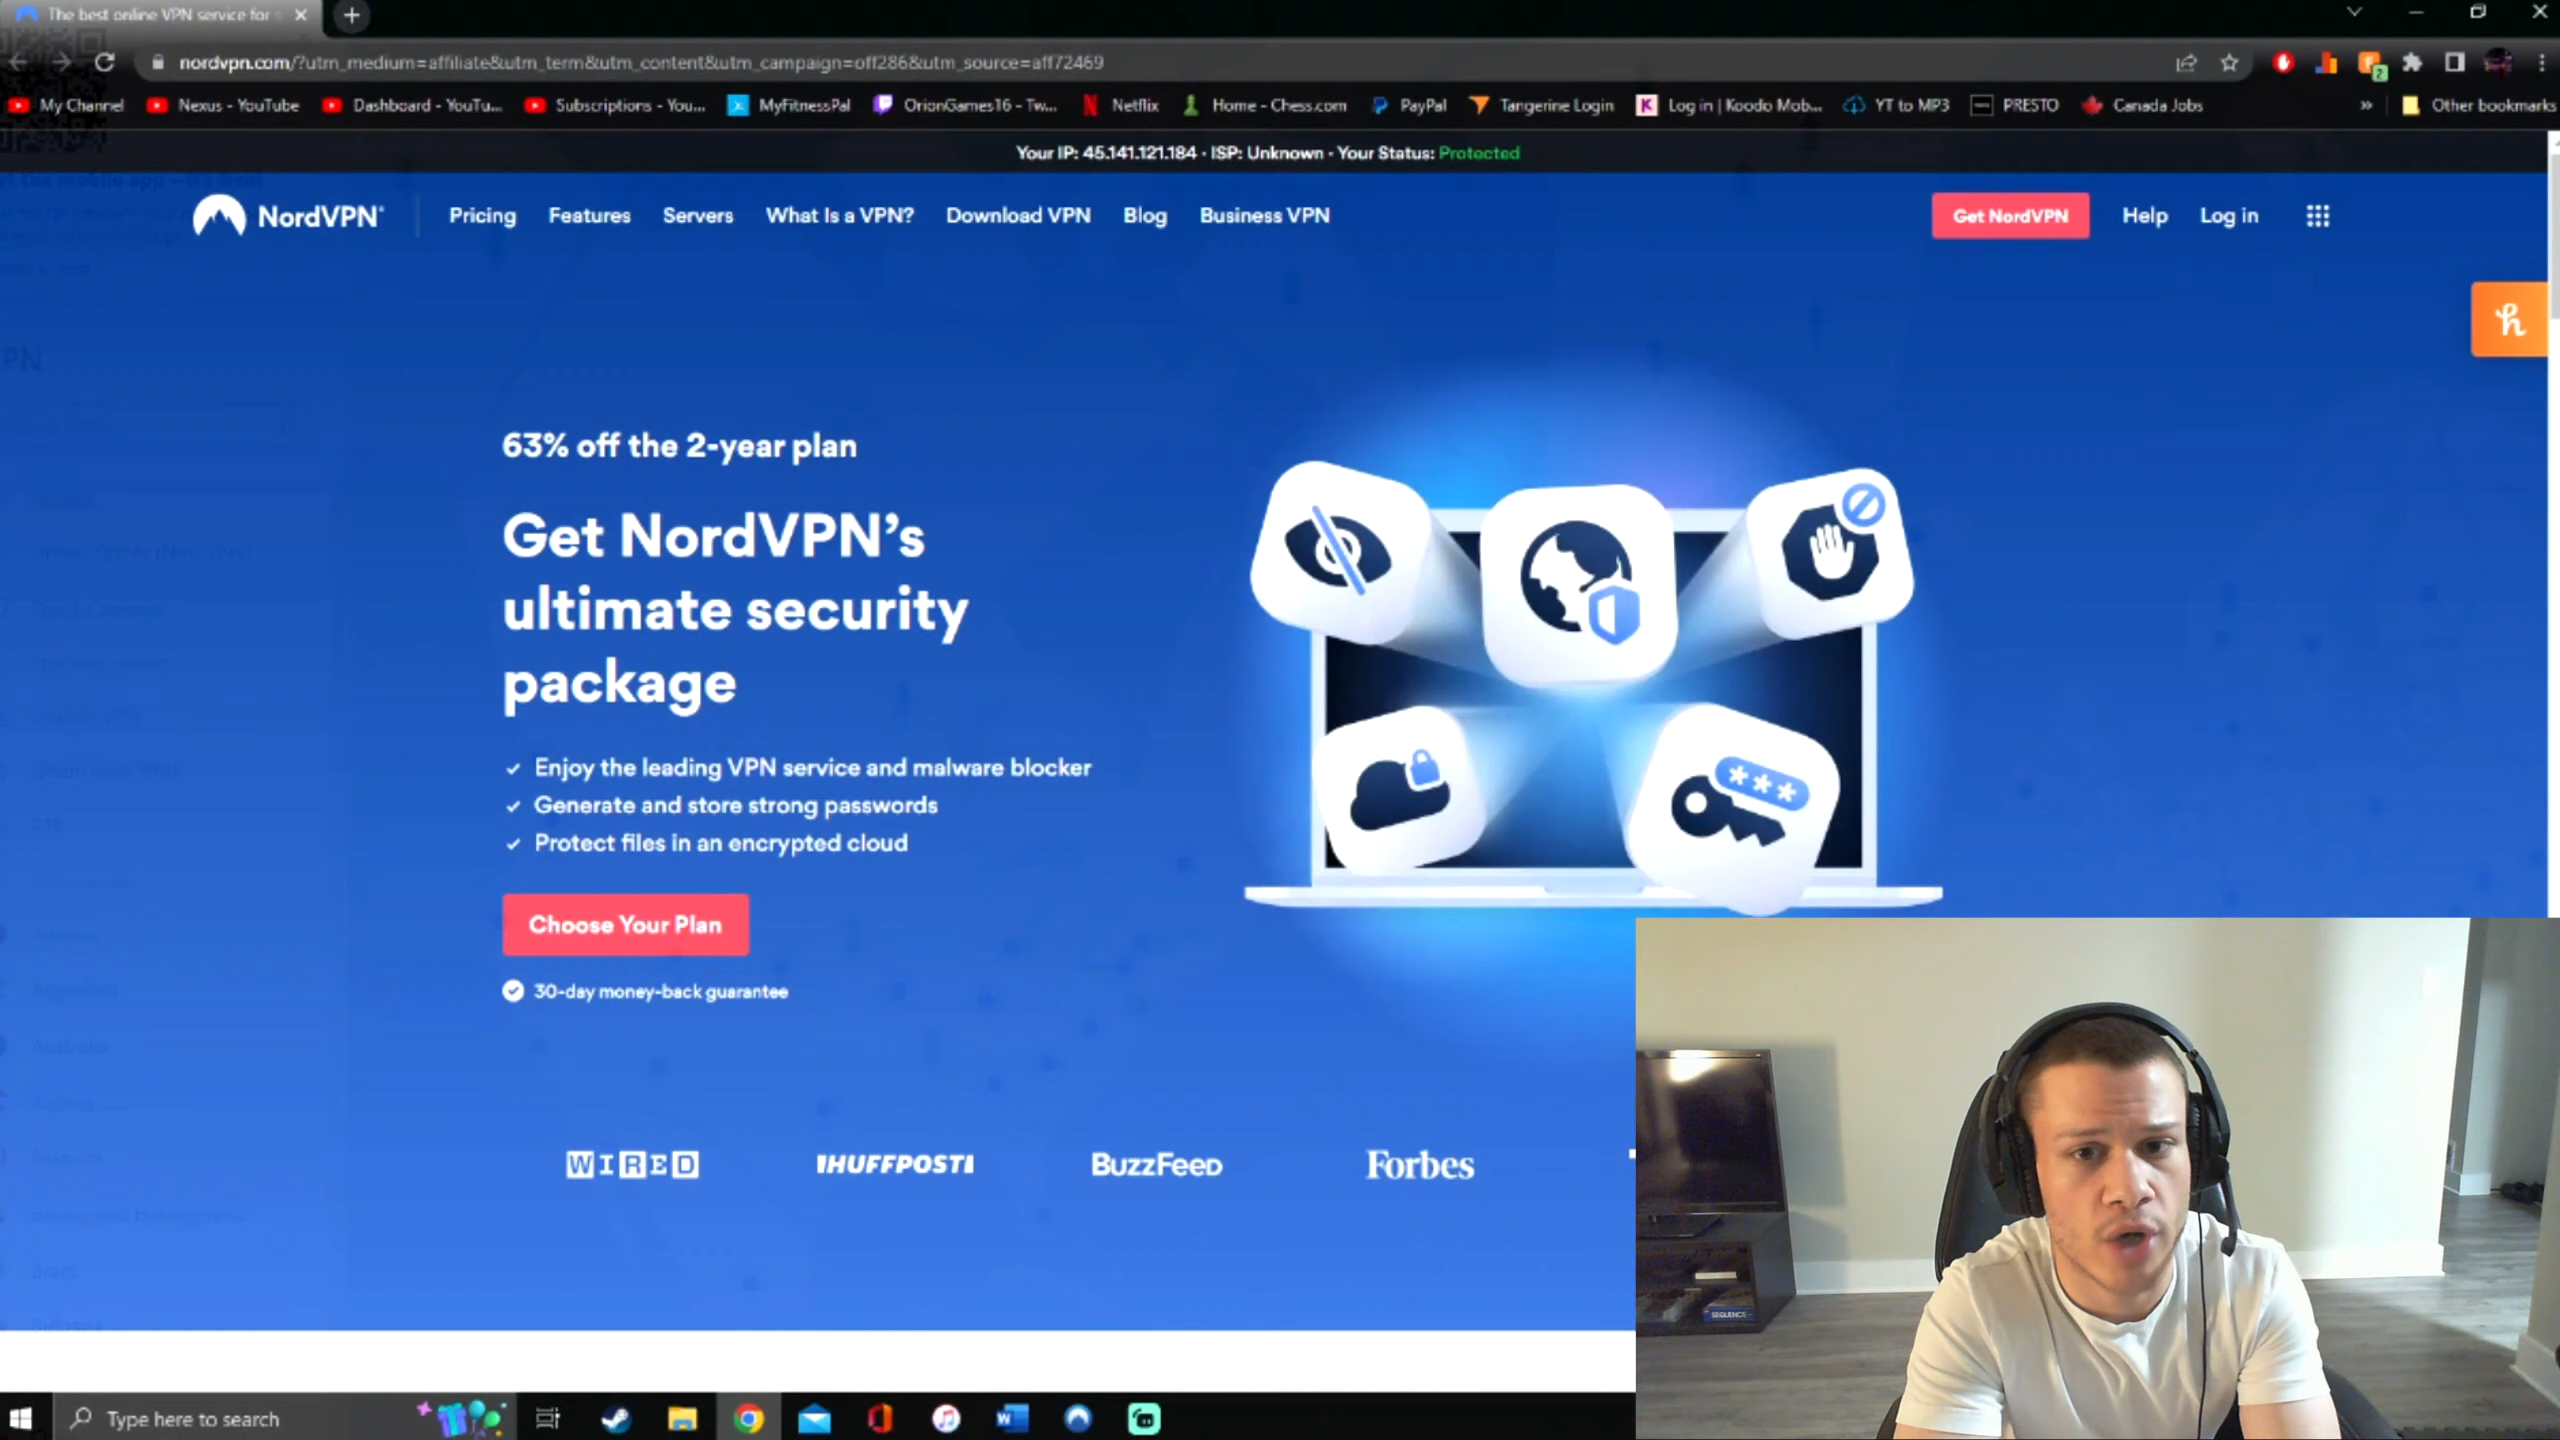 The best online VPN service for
nordvpn.com/?utm_medium=affiliate&utm_term&utm_content&utm_campaign=off286&utm_source=aff72469
My Channel Nexus - YouTube Dashboard - YouTu... Subscriptions - You... MyFitnessPal OrionGames16 - Tw... Netflix Home - Chess.com PayPal Tangerine Login Log in | Koodo Mob... YT to MP3 PRESTO Canada Jobs » Other bookmarks
Your IP: 45.141.121.184 · ISP: Unknown · Your Status: Protected
the mobile app –
NordVPN® Pricing Features Servers What Is a VPN? Download VPN Blog Business VPN Get NordVPN Help Log in
PN
63% off the 2-year plan
Get NordVPN's
ultimate security
package
Enjoy the leading VPN service and malware blocker
Generate and store strong passwords
Protect files in an encrypted cloud
Choose Your Plan
30-day money-back guarantee
Australia
WIRED HUFFPOST BuzzFeed Forbes
SEQUENCE
Type here to search